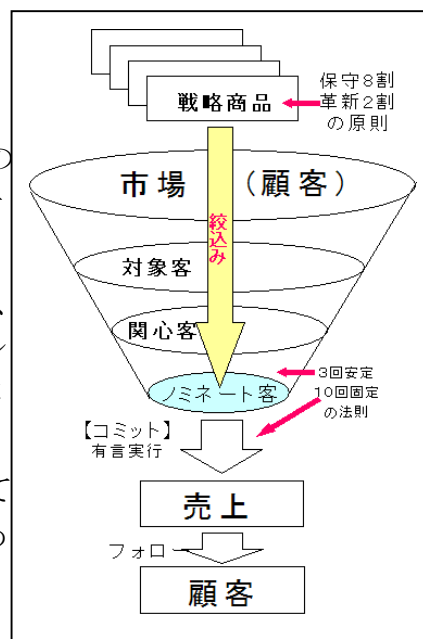 戦略商品
保守8割
革新2割
の原則
市場 (顧客)
絞込み
対象客
関心客
ノミネート客
3回安定
10回固定
の法則
【コミット】
有言実行
売上
フォロー
顧客